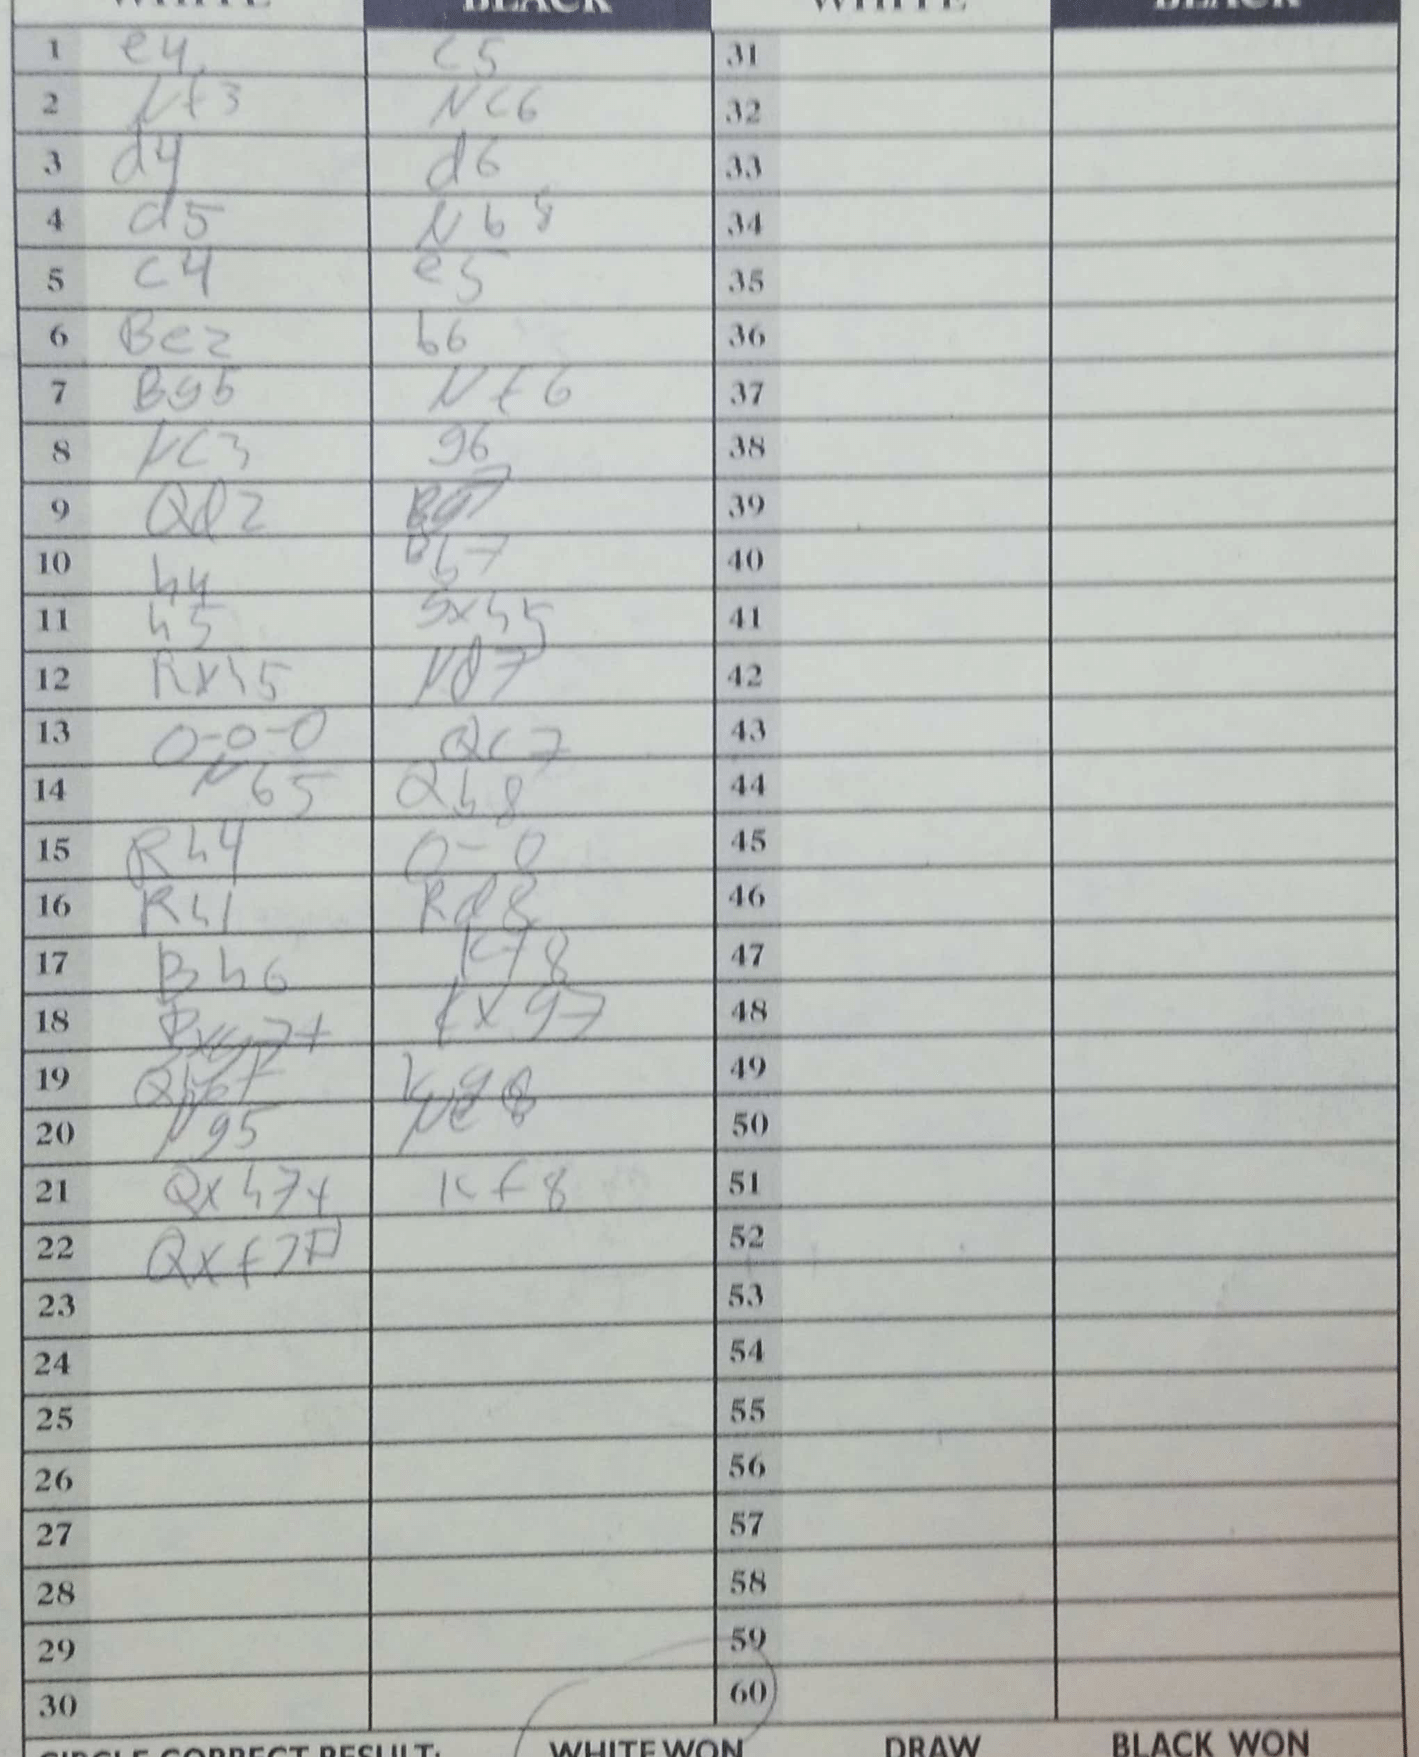 WHITE BLACK WHITE BLACK
1 e4 c5 31
2 Nf3 Nc6 32
3 d4 d6 33
4 d5 Nb8 34
5 c4 e5 35
6 Be2 b6 36
7 Bg5 Nf6 37
8 Nc3 g6 38
9 Qd2 Bg7 39
10 h4 Bb7 40
11 h5 gxh5 41
12 Rxh5 Nd7 42
13 0-0-0 Qc7 43
14 Nb5 Qb8 44
15 Rh4 0-0 45
16 Rh1 Rd8 46
17 Bh6 Kf8 47
18 Bxg7+ Kxg7 48
19 Qh6+ Kg8 49
20 Ng5 Ne8 50
21 Qxh7+ Kf8 51
22 Qxf7# 52
23 53
24 54
25 55
26 56
27 57
28 58
29 59
30 60
CIRCLE CORRECT RESULT: WHITE WON DRAW BLACK WON